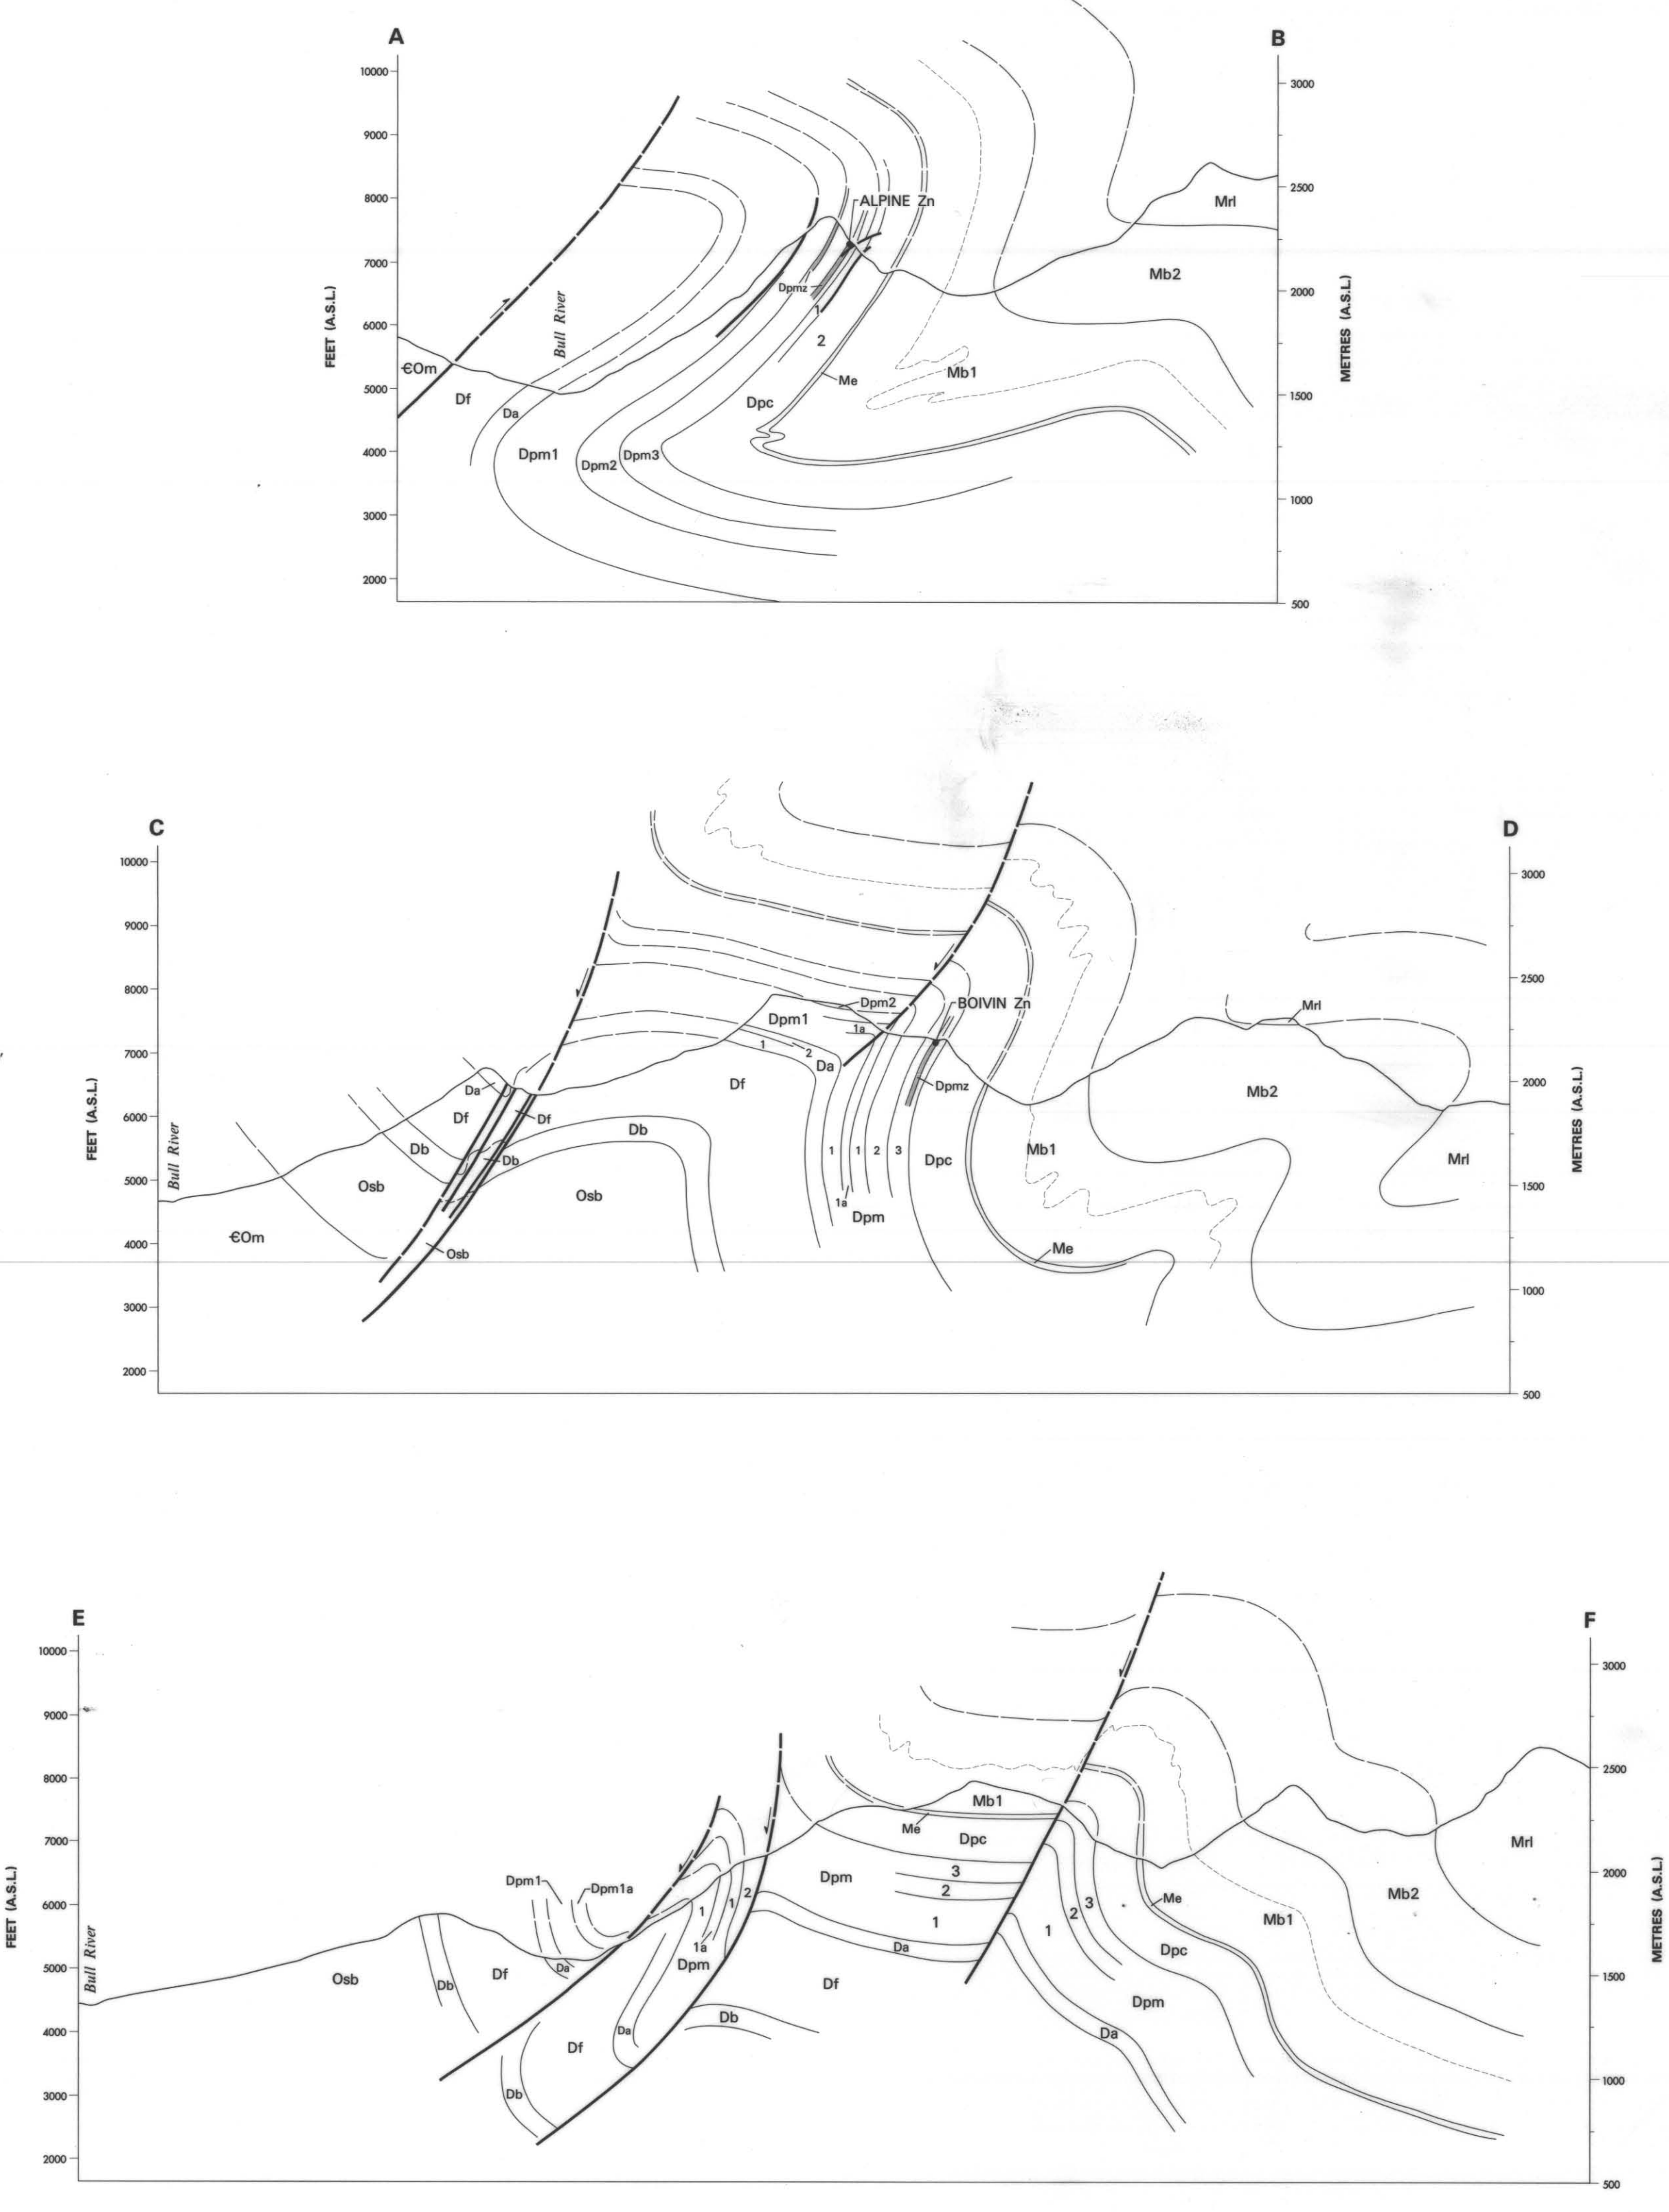 A
B
10000
9000
8000
7000
6000
5000
4000
3000
2000
FEET (A.S.L.)
3000
2500
2000
1500
1000
500
METRES (A.S.L.)
ALPINE Zn
Mrl
Mb2
Dpmz
1
2
Bull River
ЄOm
Df
Da
Me
Mb1
Dpc
Dpm1
Dpm2
Dpm3
C
D
10000
9000
8000
7000
6000
5000
4000
3000
2000
FEET (A.S.L.)
3000
2500
2000
1500
1000
500
METRES (A.S.L.)
Dpm2
BOIVIN Zn
Mrl
Dpm1
1a
1
2
Da
Df
Dpmz
Mb2
Da
Df
Df
Db
Db
Db
Bull River
Osb
Osb
1
1
2
3
Dpc
Mb1
Mrl
1a
Dpm
ЄOm
Osb
Me
E
F
10000
9000
8000
7000
6000
5000
4000
3000
2000
FEET (A.S.L.)
3000
2500
2000
1500
1000
500
METRES (A.S.L.)
Mb1
Me
Dpc
Mrl
Dpm
3
2
1
Dpm1
Dpm1a
1
1
2
1a
Dpm
Da
Da
Df
Bull River
Osb
Db
Df
Df
Da
Db
Db
1
2
3
Me
Mb1
Mb2
Dpc
Dpm
Da